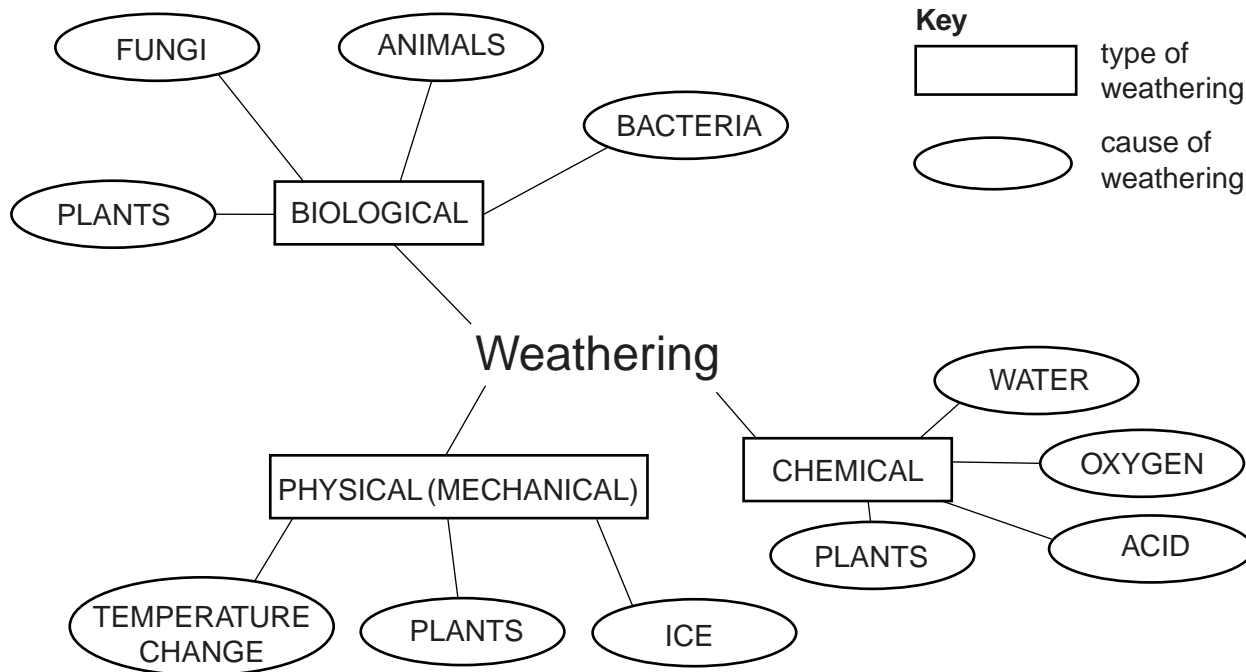 Key
type of
weathering
cause of
weathering
FUNGI
ANIMALS
BACTERIA
PLANTS
BIOLOGICAL
Weathering
WATER
OXYGEN
CHEMICAL
ACID
PLANTS
PHYSICAL (MECHANICAL)
TEMPERATURE
CHANGE
PLANTS
ICE